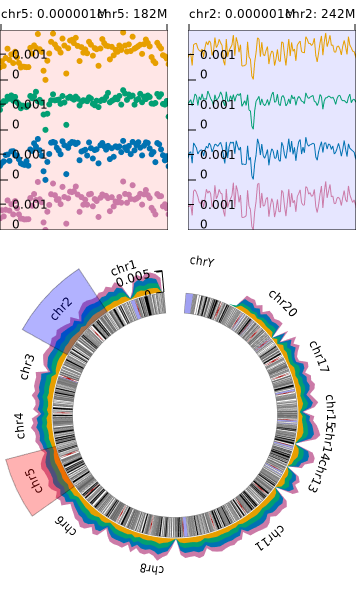 chr5: 0.000001M
chr5: 182M
chr2: 0.000001M
chr2: 242M
0.001
0
0.001
0
0.001
0
0.001
0
0.001
0
0.001
0
0.001
0
0.001
0
chr1
0.005
0
chrY
chr2
chr20
chr3
chr17
chr4
chr15
chr14
chr5
chr13
chr6
chr11
chr8